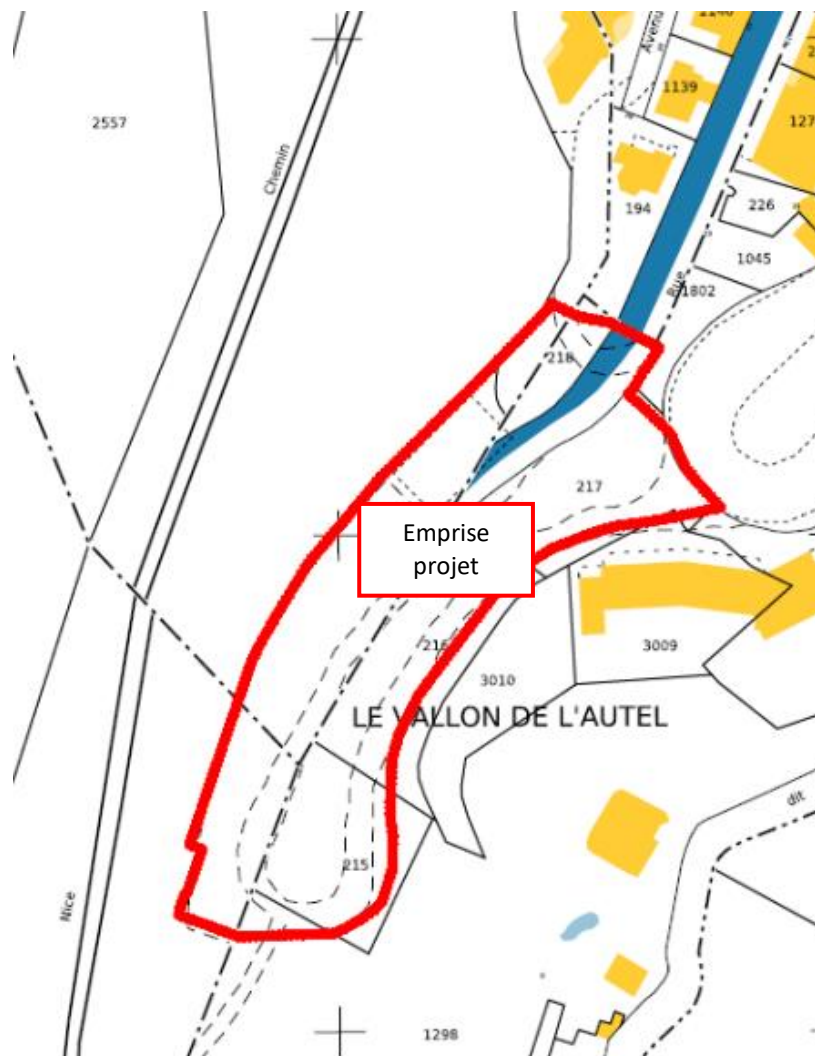 Avenu
1139
2557
127
Chemin
194
226
1045
Rue
1802
218
217
Emprise
projet
216
3009
3010
LE VALLON DE L'AUTEL
dit
215
Nice
1298